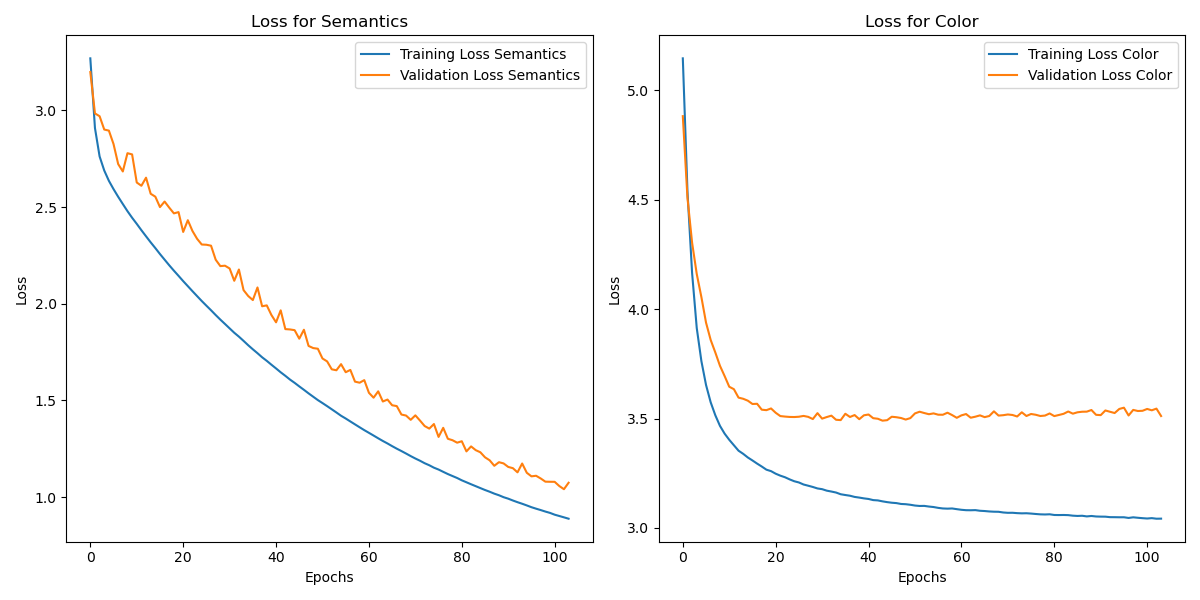 Loss for Semantics
Training Loss Semantics
Validation Loss Semantics
Loss
3.0
2.5
2.0
1.5
1.0
0 20 40 60 80 100
Epochs
Loss for Color
Training Loss Color
Validation Loss Color
Loss
5.0
4.5
4.0
3.5
3.0
0 20 40 60 80 100
Epochs